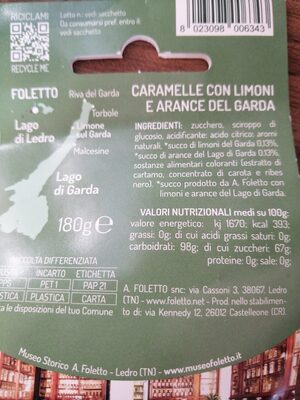 RICICLAMI
RECYCLE ME
Lotto n.: vedi sacchetto
Da consumarsi pref. entro il
vedi sacchetto
8 023098 006343
FOLETTO
Riva del Garda
Torbole
Lago
di Ledro
Limone
sul Garda
Malcesine
Lago
di Garda
180g e
CARAMELLE CON LIMONI
E ARANCE DEL GARDA
INGREDIENTI: zucchero, sciroppo di
glucosio, acidificante: acido citrico, aromi
naturali, *succo di limoni del Garda 0,13%,
*succo di arance del Lago di Garda 0,13%,
sostanze alimentari coloranti (estratto di
cartamo, concentrato di carota e ribes
nero). *succo prodotto da A. Foletto con
limoni e arance del Lago di Garda.
VALORI NUTRIZIONALI medi su 100g:
valore energetico: kj 1670; kcal 393;
grassi: 0g; di cui acidi grassi saturi: 0g;
carboidrati: 98g; di cui zuccheri: 67g;
proteine: 0g; sale: 0g;
CCOLTA DIFFERENZIATA
INCARTO ETICHETTA
PET 1 PAP 21
STICA PLASTICA CARTA
a le disposizioni del tuo Comune
A. FOLETTO snc: via Cassoni 3, 38067 Ledro
(TN) - www.foletto.net - Prod. nello stabilimen-
to di: via Kennedy 12, 26012 Castelleone (CR).
Museo Storico A. Foletto - Ledro (TN) - www.museofoletto.it